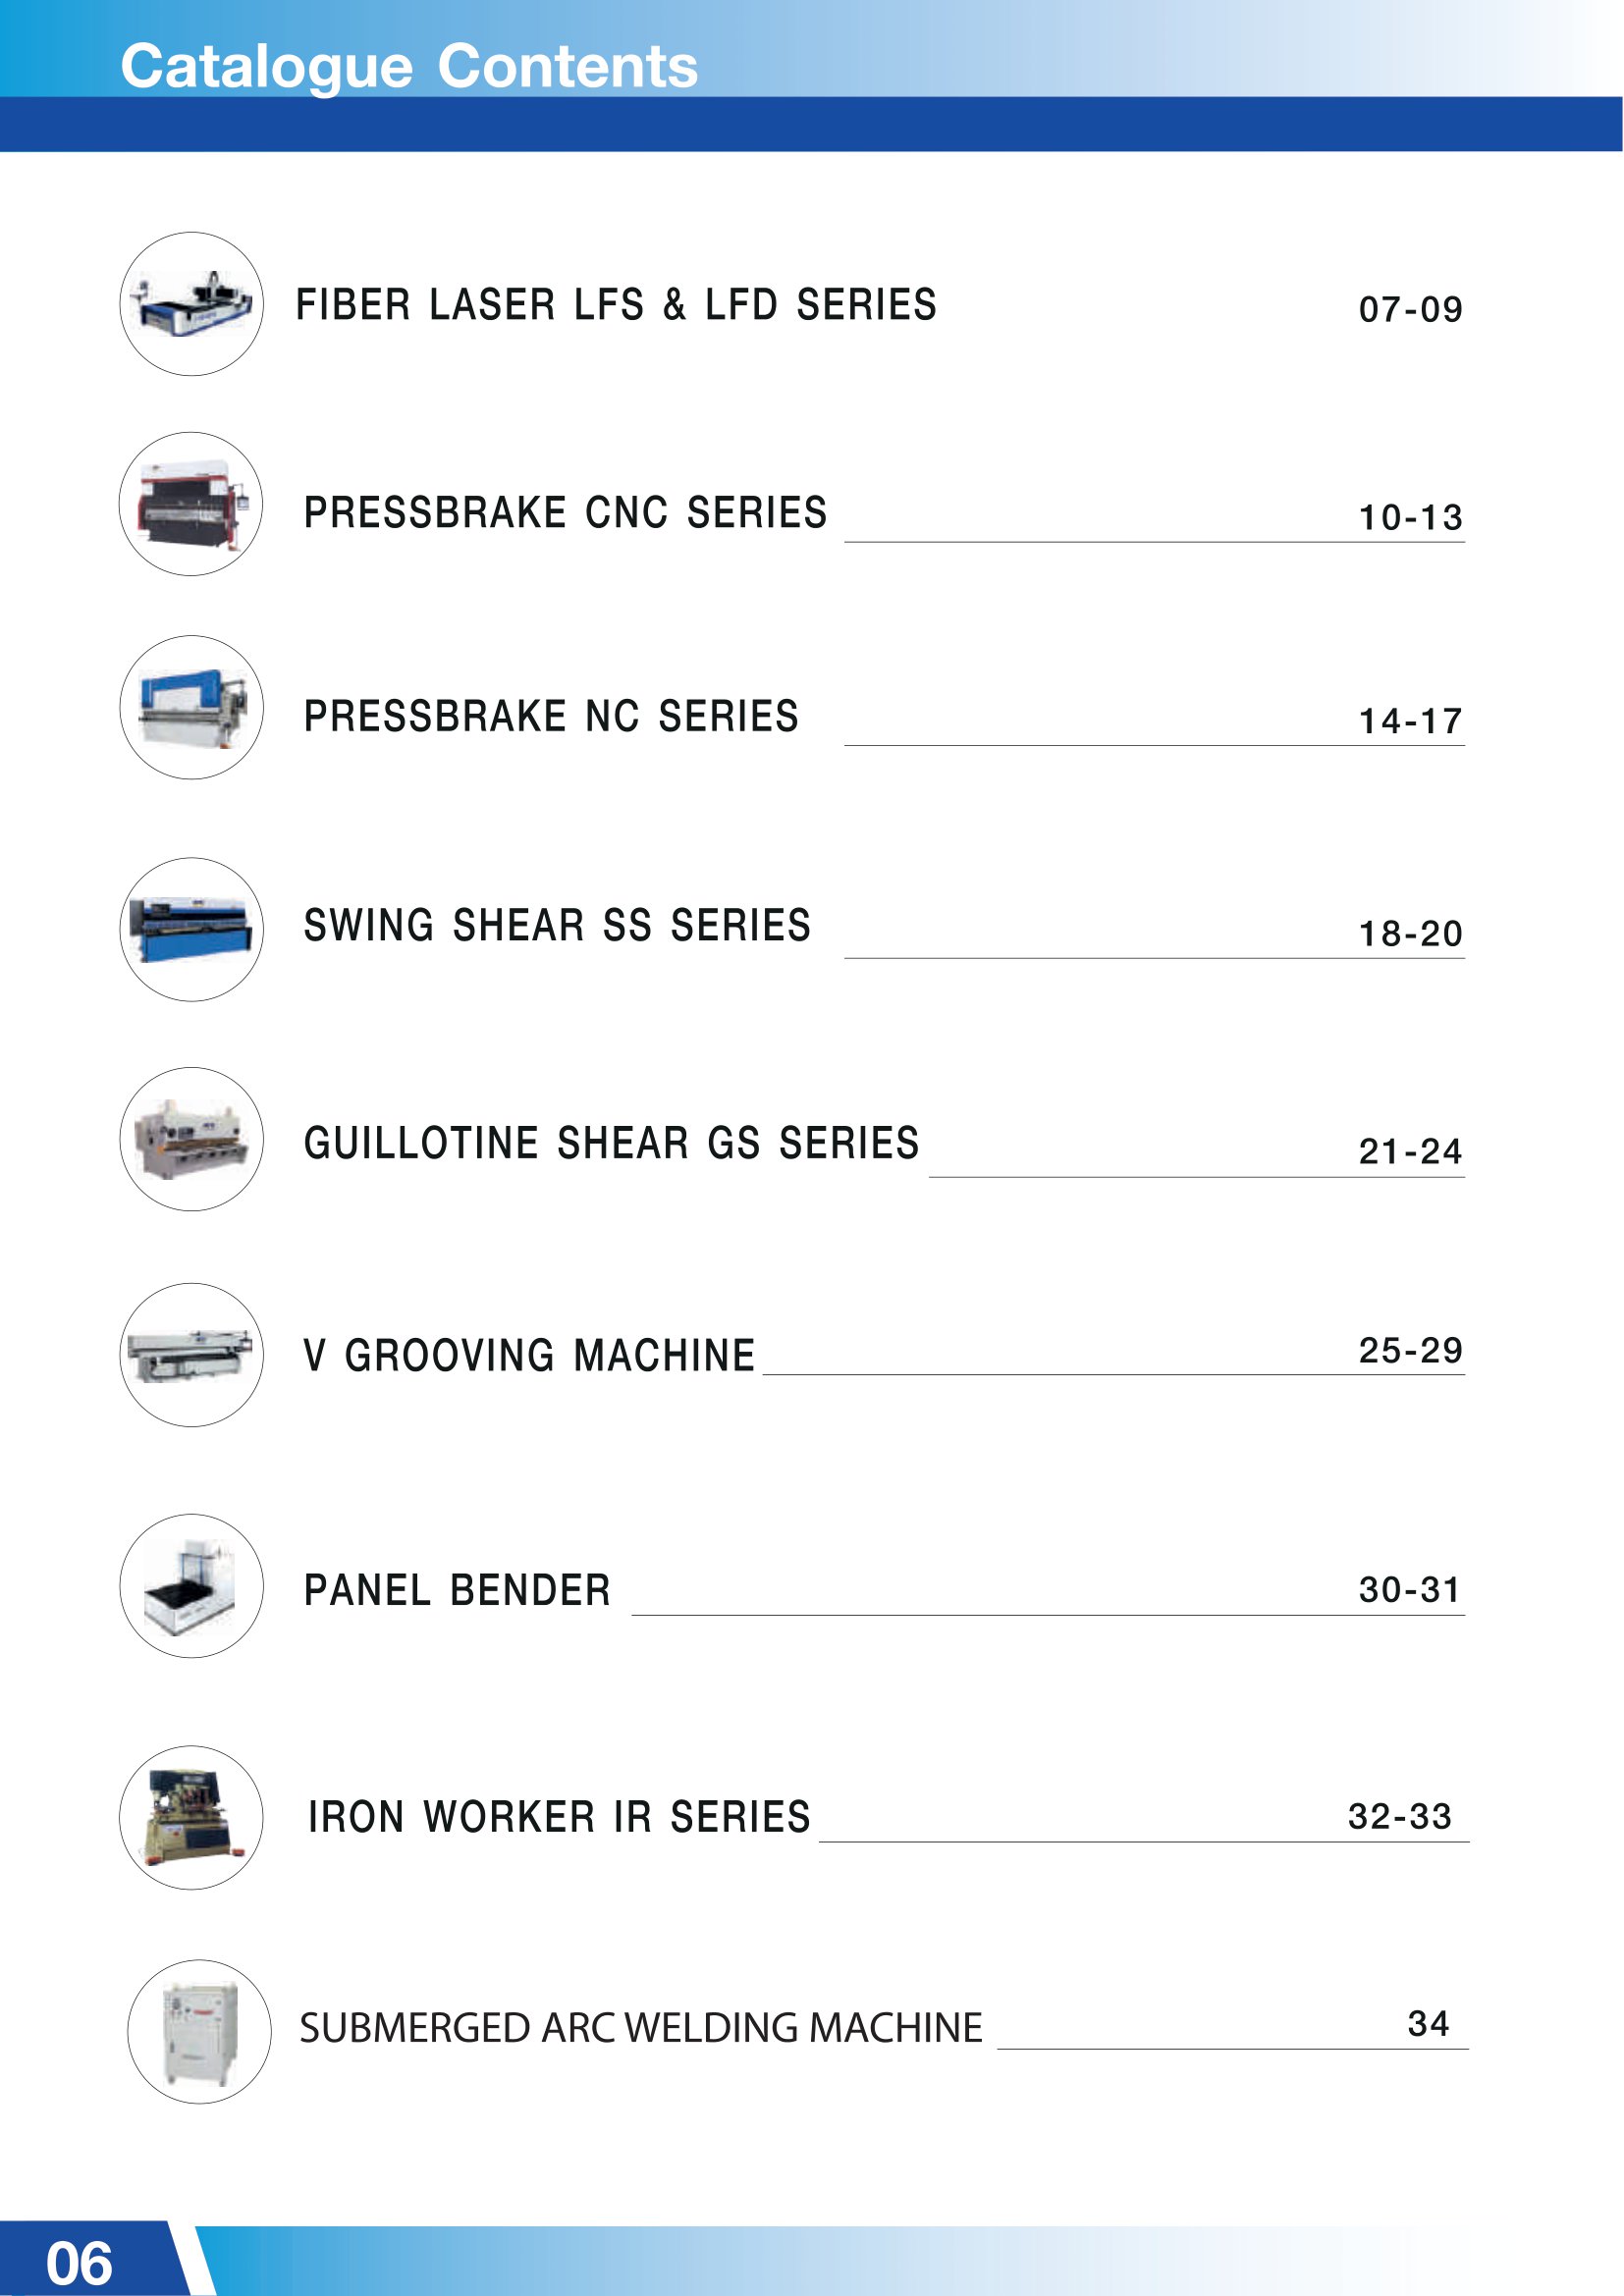 Catalogue Contents
FIBER LASER LFS & LFD SERIES 07-09
PRESSBRAKE CNC SERIES 10-13
PRESSBRAKE NC SERIES 14-17
SWING SHEAR SS SERIES 18-20
GUILLOTINE SHEAR GS SERIES 21-24
V GROOVING MACHINE 25-29
PANEL BENDER 30-31
IRON WORKER IR SERIES 32-33
SUBMERGED ARC WELDING MACHINE 34
06